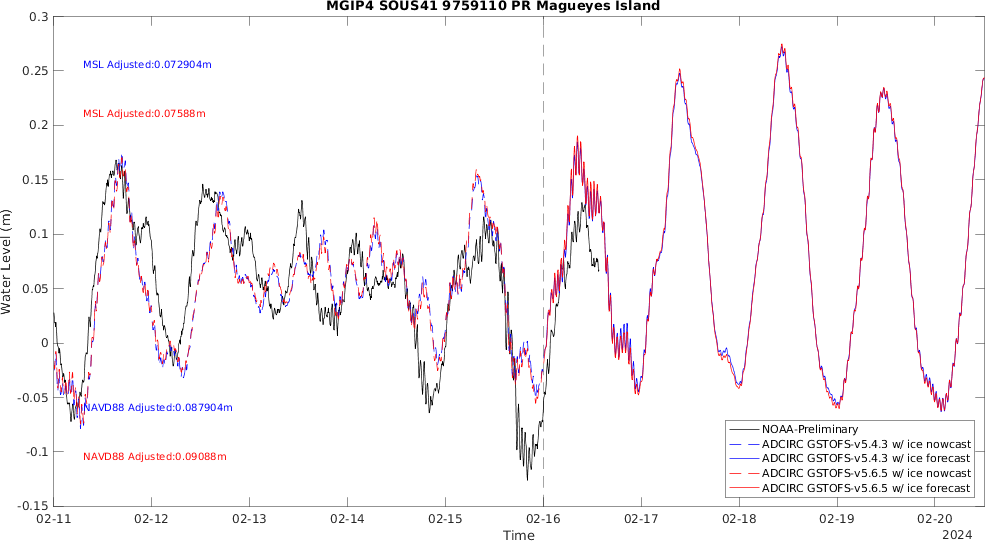 MGIP4 SOUS41 9759110 PR Magueyes Island
0.3
0.25
0.2
0.15
0.1
0.05
0
-0.05
-0.1
-0.15
Water Level (m)
MSL Adjusted:0.072904m
MSL Adjusted:0.07588m
NAVD88 Adjusted:0.087904m
NAVD88 Adjusted:0.09088m
NOAA-Preliminary
ADCIRC GSTOFS-v5.4.3 w/ ice nowcast
ADCIRC GSTOFS-v5.4.3 w/ ice forecast
ADCIRC GSTOFS-v5.6.5 w/ ice nowcast
ADCIRC GSTOFS-v5.6.5 w/ ice forecast
02-11 02-12 02-13 02-14 02-15 02-16 02-17 02-18 02-19 02-20
Time
2024